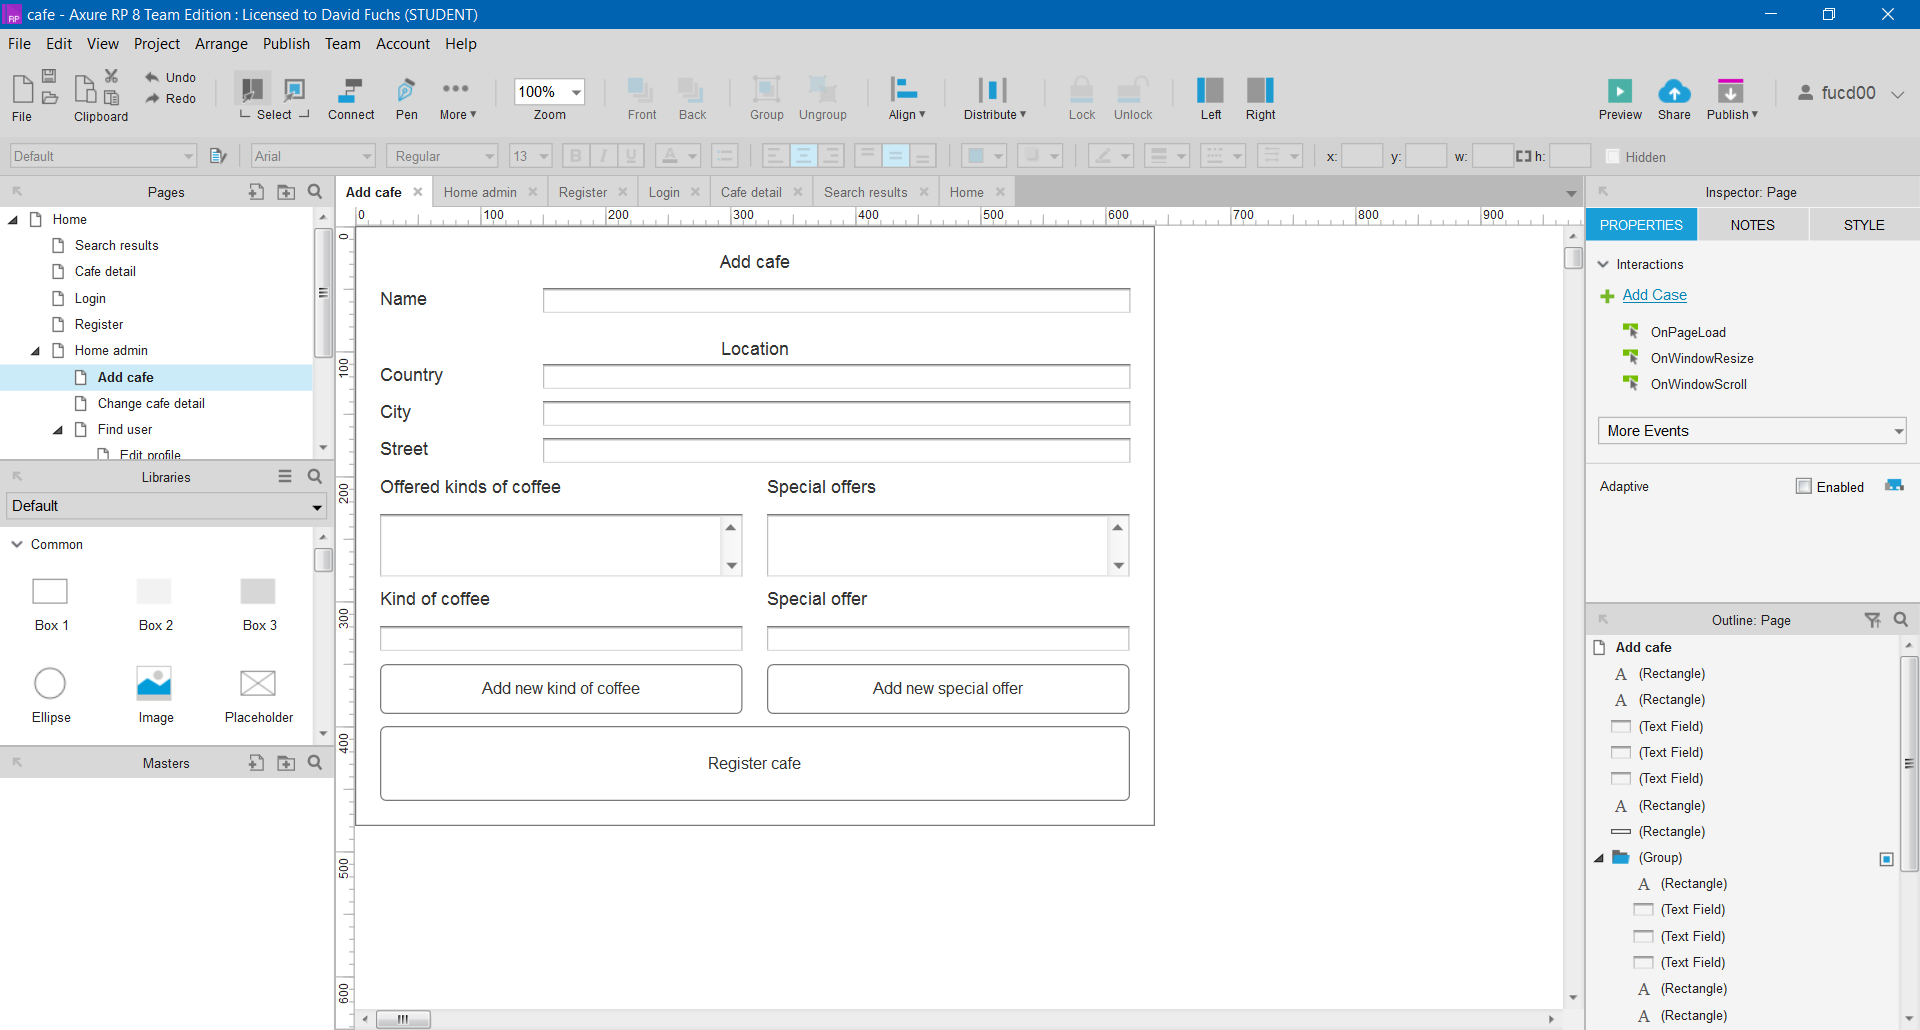 cafe - Axure RP 8 Team Edition : Licensed to David Fuchs (STUDENT)
File Edit View Project Arrange Publish Team Account Help
Undo
Redo
File Clipboard Select Connect Pen More 100% Zoom Front Back Group Ungroup Align Distribute Lock Unlock Left Right Preview Share Publish fucd00
Default Arial Regular 13 B I U A x: y: w: h: Hidden
Pages
Home
Search results
Cafe detail
Login
Register
Home admin
Add cafe
Change cafe detail
Find user
Edit profile
Libraries
Default
Common
Box 1 Box 2 Box 3
Ellipse Image Placeholder
Masters
Add cafe Home admin Register Login Cafe detail Search results Home
0 100 200 300 400 500 600 700 800 900
0
100
200
300
400
500
600
Add cafe
Name
Location
Country
City
Street
Offered kinds of coffee Special offers
Kind of coffee Special offer
Add new kind of coffee Add new special offer
Register cafe
Inspector: Page
PROPERTIES NOTES STYLE
Interactions
Add Case
OnPageLoad
OnWindowResize
OnWindowScroll
More Events
Adaptive Enabled
Outline: Page
Add cafe
A (Rectangle)
A (Rectangle)
(Text Field)
(Text Field)
(Text Field)
A (Rectangle)
(Rectangle)
(Group)
A (Rectangle)
(Text Field)
(Text Field)
(Text Field)
A (Rectangle)
A (Rectangle)